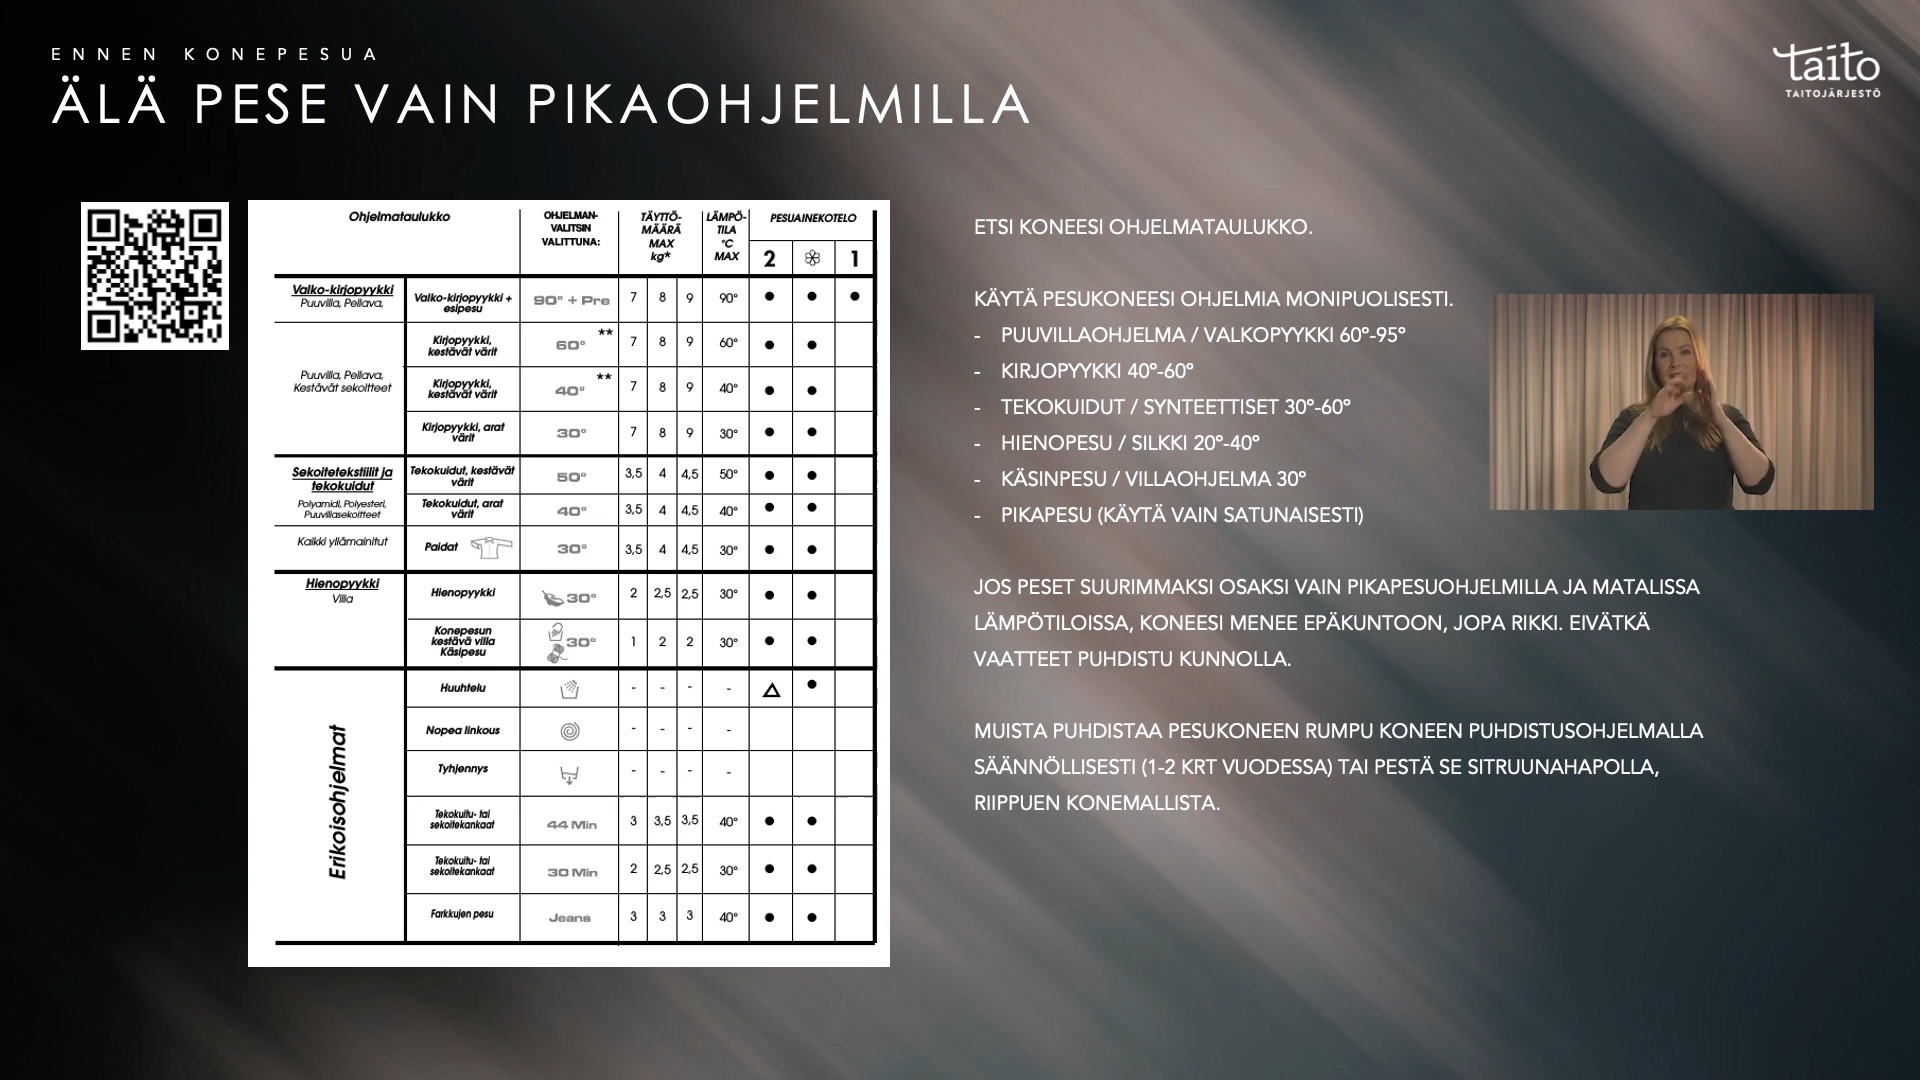 ENNEN KONEPESUA
ÄLÄ PESE VAIN PIKAOHJELMILLA
taito
TAITOJÄRJESTÖ
Ohjelmataulukko
OHJELMAN-
VALITSIN
VALITTUNA:
TÄYTTÖ-
MÄÄRÄ
MAX
kg*
LÄMPÖ-
TILA
°C
MAX
PESUAINEKOTELO
2 1
Valko-kirjopyykki
Puuvilla, Pellava,
Valko-kirjopyykki +
esipesu
90° + Pre 7 8 9 90° ● ● ●
Puuvilla, Pellava,
Kestävät sekoitteet
Kirjopyykki,
kestävät värit
60° ** 7 8 9 60° ● ●
Kirjopyykki,
kestävät värit
40° ** 7 8 9 40° ● ●
Kirjopyykki, arat
värit
30° 7 8 9 30° ● ●
Sekoitetekstiilit ja
tekokuidut
Polyamidi, Polyesteri,
Puuvillasekoitteet
Tekokuidut, kestävät
värit
50° 3,5 4 4,5 50° ● ●
Tekokuidut, arat
värit
40° 3,5 4 4,5 40° ● ●
Kaikki yllämainitut
Paidat 30° 3,5 4 4,5 30° ● ●
Hienopyykki
Villa
Hienopyykki 30° 2 2,5 2,5 30° ● ●
Konepesun
kestävä villa
Käsipesu
30° 1 2 2 30° ● ●
Erikoisohjelmat
Huuhtelu - - - - △ ●
Nopea linkous - - - -
Tyhjennys - - - -
Tekokuitu- tai
sekoitekankaat
44 Min 3 3,5 3,5 40° ● ●
Tekokuitu- tai
sekoitekankaat
30 Min 2 2,5 2,5 30° ● ●
Farkkujen pesu Jeans 3 3 3 40° ● ●
ETSI KONEESI OHJELMATAULUKKO.
KÄYTÄ PESUKONEESI OHJELMIA MONIPUOLISESTI.
- PUUVILLAOHJELMA / VALKOPYYKKI 60°-95°
- KIRJOPYYKKI 40°-60°
- TEKOKUIDUT / SYNTEETTISET 30°-60°
- HIENOPESU / SILKKI 20°-40°
- KÄSINPESU / VILLAOHJELMA 30°
- PIKAPESU (KÄYTÄ VAIN SATUNAISESTI)
JOS PESET SUURIMMAKSI OSAKSI VAIN PIKAPESUOHJELMILLA JA MATALISSA
LÄMPÖTILOISSA, KONEESI MENEE EPÄKUNTOON, JOPA RIKKI. EIVÄTKÄ
VAATTEET PUHDISTU KUNNOLLA.
MUISTA PUHDISTAA PESUKONEEN RUMPU KONEEN PUHDISTUSOHJELMALLA
SÄÄNNÖLLISESTI (1-2 KRT VUODESSA) TAI PESTÄ SE SITRUUNAHAPOLLA,
RIIPPUEN KONEMALLISTA.